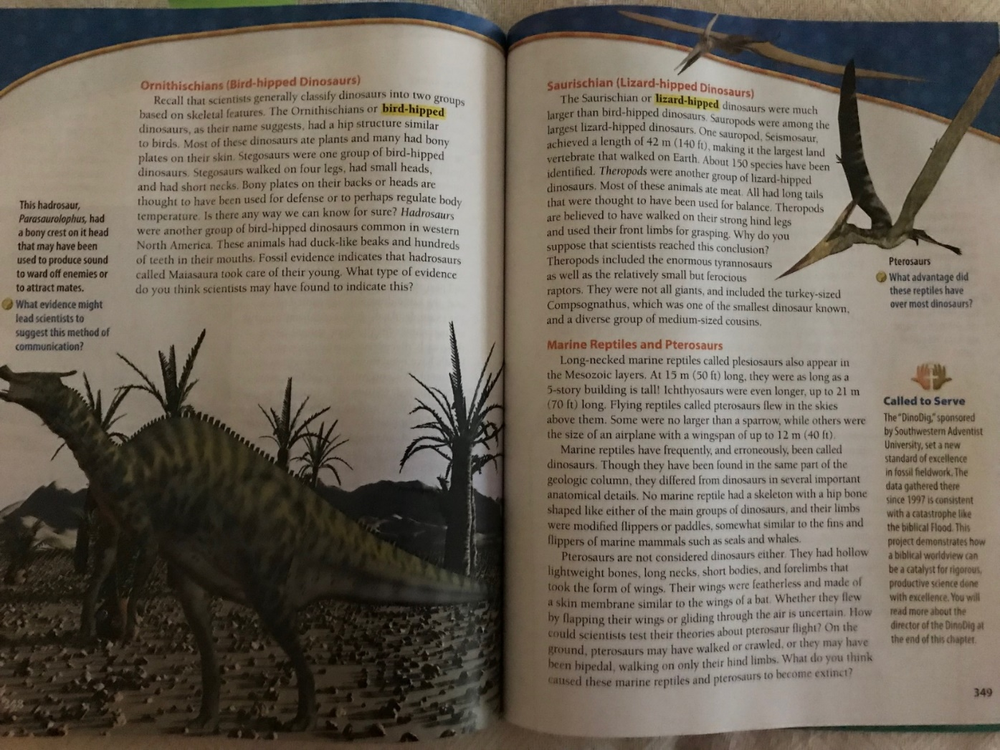 Ornithischians (Bird-hipped Dinosaurs)
Recall that scientists generally classify dinosaurs into two groups
based on skeletal features. The Ornithischians or bird-hipped
dinosaurs, as their name suggests, had a hip structure similar
to birds. Most of these dinosaurs ate plants and many had bony
plates on their skin. Stegosaurs were one group of bird-hipped
dinosaurs. Stegosaurs walked on four legs, had small heads,
and had short necks. Bony plates on their backs or heads are
thought to have been used for defense or to perhaps regulate body
temperature. Is there any way we can know for sure? Hadrosaurs
were another group of bird-hipped dinosaurs common in western
North America. These animals had duck-like beaks and hundreds
of teeth in their mouths. Fossil evidence indicates that hadrosaurs
called Maiasaura took care of their young. What type of evidence
do you think scientists may have found to indicate this?
This hadrosaur,
Parasaurolophus, had
a bony crest on it head
that may have been
used to produce sound
to ward off enemies or
to attract mates.
What evidence might
lead scientists to
suggest this method of
communication?
348
Saurischian (Lizard-hipped Dinosaurs)
The Saurischian or lizard-hipped dinosaurs were much
larger than bird-hipped dinosaurs. Sauropods were among the
largest lizard-hipped dinosaurs. One sauropod, Seismosaur,
achieved a length of 42 m (140 ft), making it the largest land
vertebrate that walked on Earth. About 150 species have been
identified. Theropods were another group of lizard-hipped
dinosaurs. Most of these animals ate meat. All had long tails
that were thought to have been used for balance. Theropods
are believed to have walked on their strong hind legs
and used their front limbs for grasping. Why do you
suppose that scientists reached this conclusion?
Theropods included the enormous tyrannosaurs
as well as the relatively small but ferocious
raptors. They were not all giants, and included the turkey-sized
Compsognathus, which was one of the smallest dinosaur known,
and a diverse group of medium-sized cousins.
Pterosaurs
What advantage did
these reptiles have
over most dinosaurs?
Marine Reptiles and Pterosaurs
Long-necked marine reptiles called plesiosaurs also appear in
the Mesozoic layers. At 15 m (50 ft) long, they were as long as a
5-story building is tall! Ichthyosaurs were even longer, up to 21 m
(70 ft) long. Flying reptiles called pterosaurs flew in the skies
above them. Some were no larger than a sparrow, while others were
the size of an airplane with a wingspan of up to 12 m (40 ft).
Marine reptiles have frequently, and erroneously, been called
dinosaurs. Though they have been found in the same part of the
geologic column, they differed from dinosaurs in several important
anatomical details. No marine reptile had a skeleton with a hip bone
shaped like either of the main groups of dinosaurs, and their limbs
were modified flippers or paddles, somewhat similar to the fins and
flippers of marine mammals such as seals and whales.
Pterosaurs are not considered dinosaurs either. They had hollow
lightweight bones, long necks, short bodies, and forelimbs that
took the form of wings. Their wings were featherless and made of
a skin membrane similar to the wings of a bat. Whether they flew
by flapping their wings or gliding through the air is uncertain. How
could scientists test their theories about pterosaur flight? On the
ground, pterosaurs may have walked or crawled, or they may have
been bipedal, walking on only their hind limbs. What do you think
caused these marine reptiles and pterosaurs to become extinct?
Called to Serve
The "DinoDig," sponsored
by Southwestern Adventist
University, set a new
standard of excellence
in fossil fieldwork. The
data gathered there
since 1997 is consistent
with a catastrophe like
the biblical Flood. This
project demonstrates how
a biblical worldview can
be a catalyst for rigorous,
productive science done
with excellence. You will
read more about the
director of the DinoDig at
the end of this chapter.
349